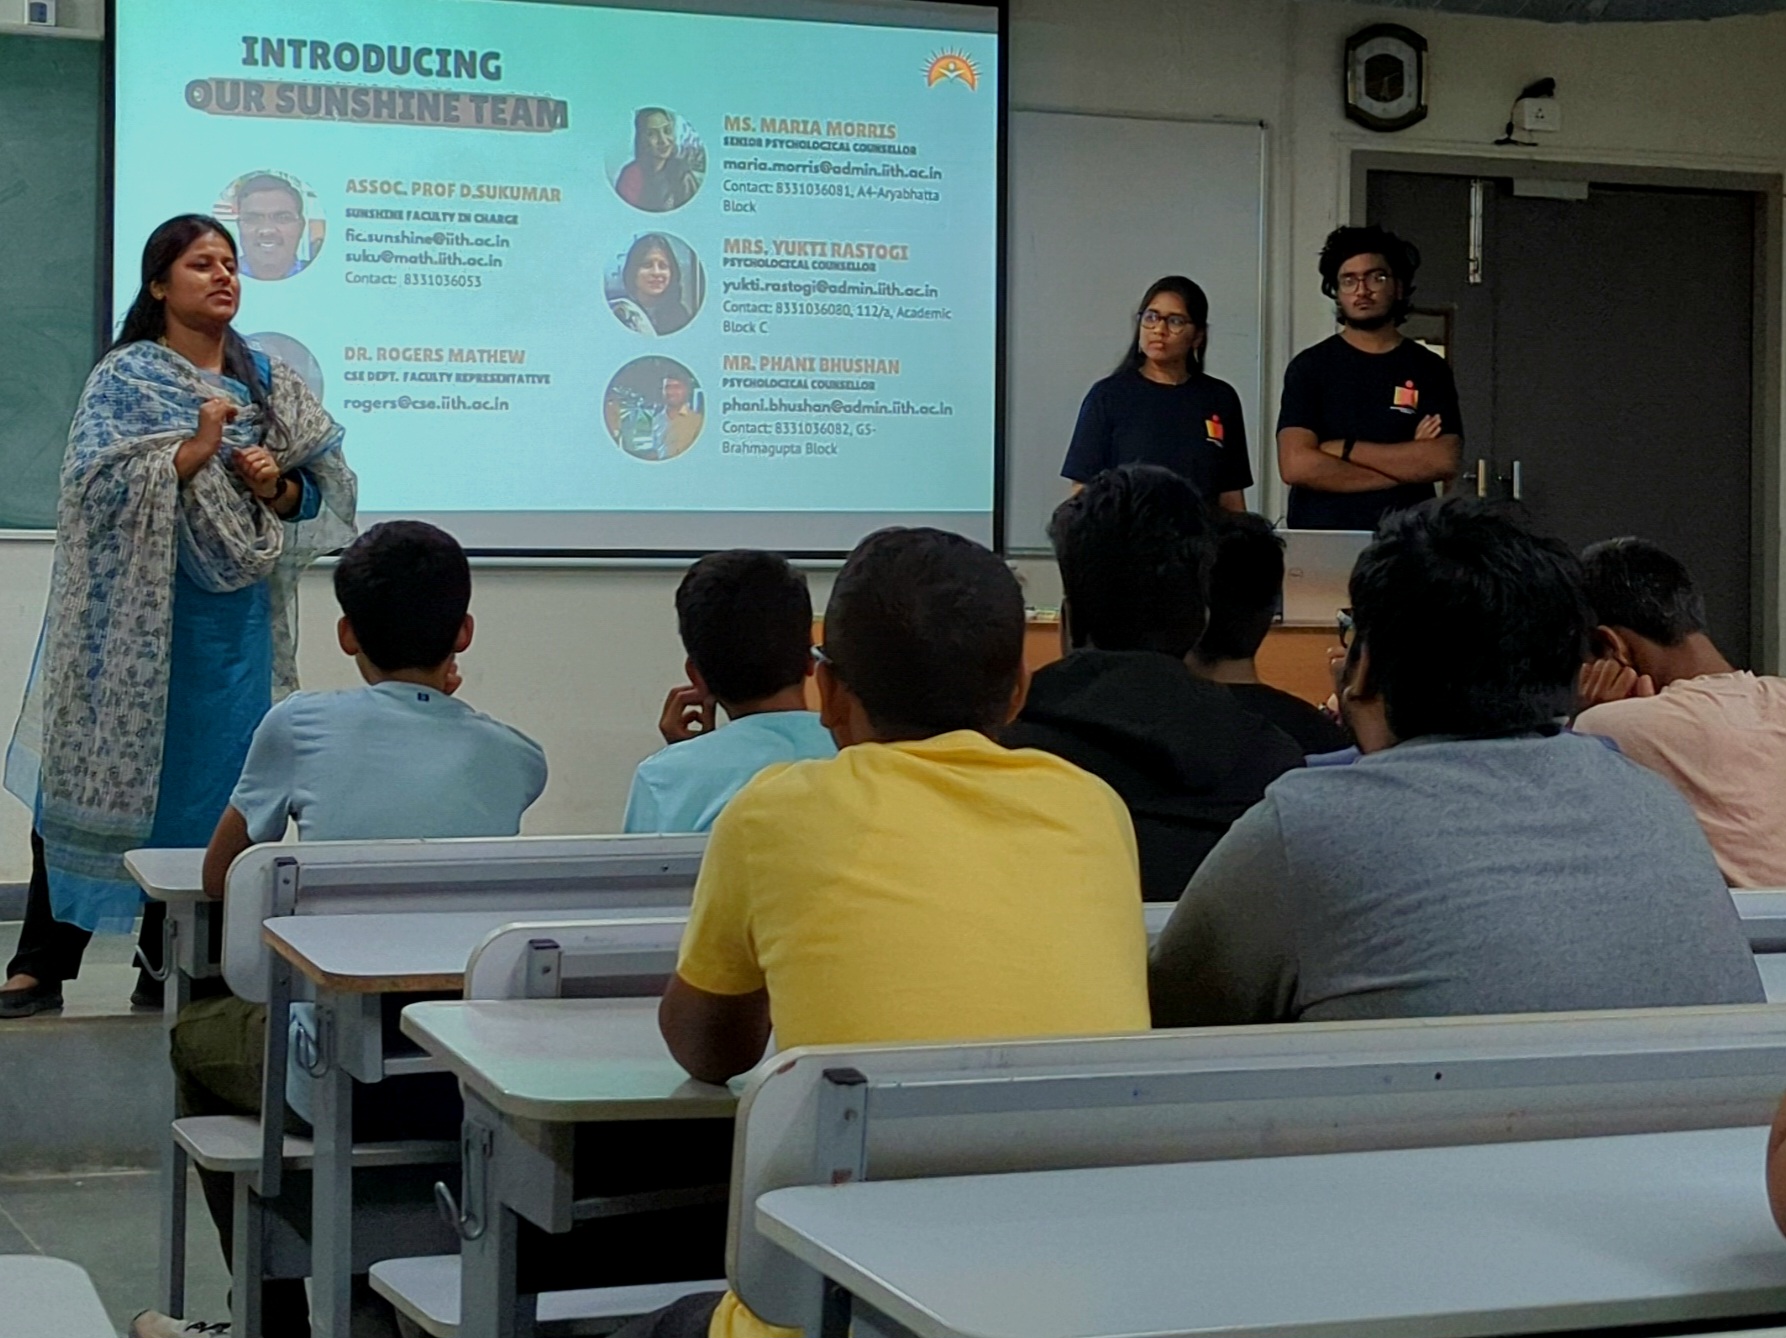 INTRODUCING
OUR SUNSHINE TEAM
ASSOC. PROF D.SUKUMAR
SUNSHINE FACULTY IN CHARGE
fic.sunshine@iith.ac.in
suku@math.iith.ac.in
Contact: 8331036053
DR. ROGERS MATHEW
CSE DEPT. FACULTY REPRESENTATIVE
rogers@cse.iith.ac.in
MS. MARIA MORRIS
SENIOR PSYCHOLOGICAL COUNSELLOR
maria.morris@admin.iith.ac.in
Contact: 8331036081, A4-Aryabhatta
Block
MRS. YUKTI RASTOGI
PSYCHOLOGICAL COUNSELLOR
yukti.rastogi@admin.iith.ac.in
Contact: 8331036080, 112/a, Academic
Block C
MR. PHANI BHUSHAN
PSYCHOLOGICAL COUNSELLOR
phani.bhushan@admin.iith.ac.in
Contact: 8331036082, G5-
Brahmagupta Block